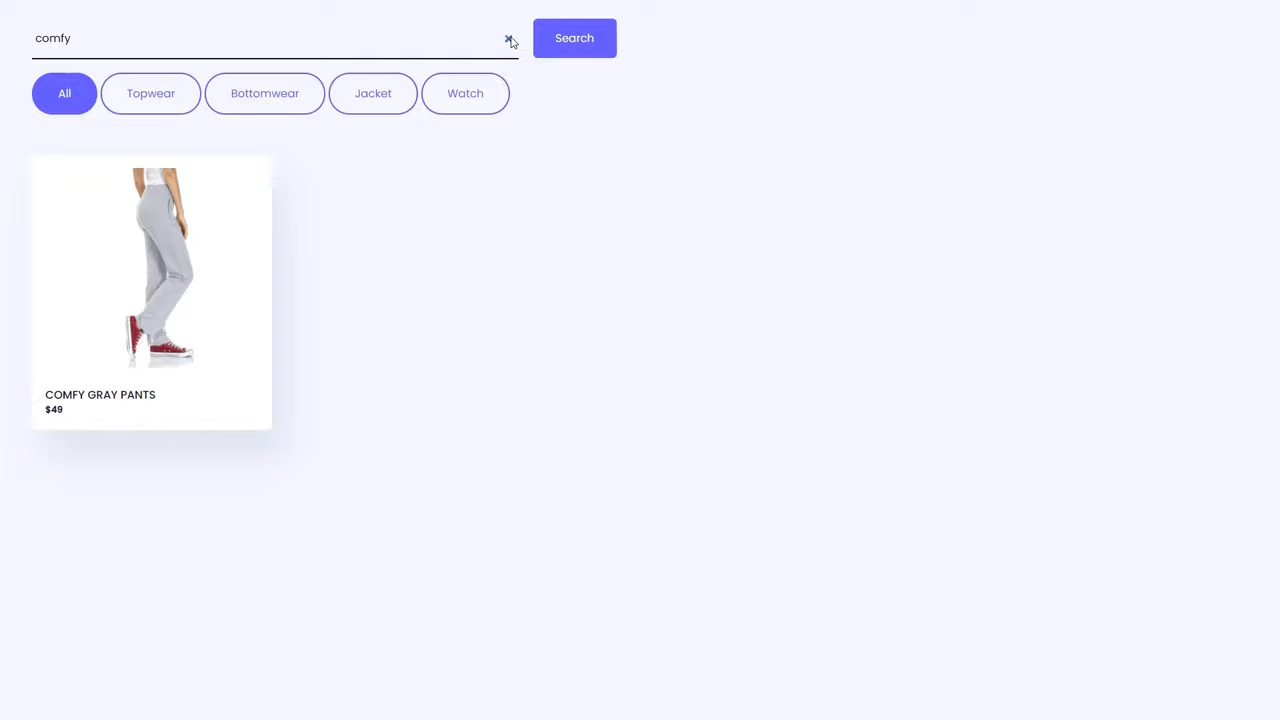 comfy
Search
All
Topwear
Bottomwear
Jacket
Watch
COMFY GRAY PANTS
$49